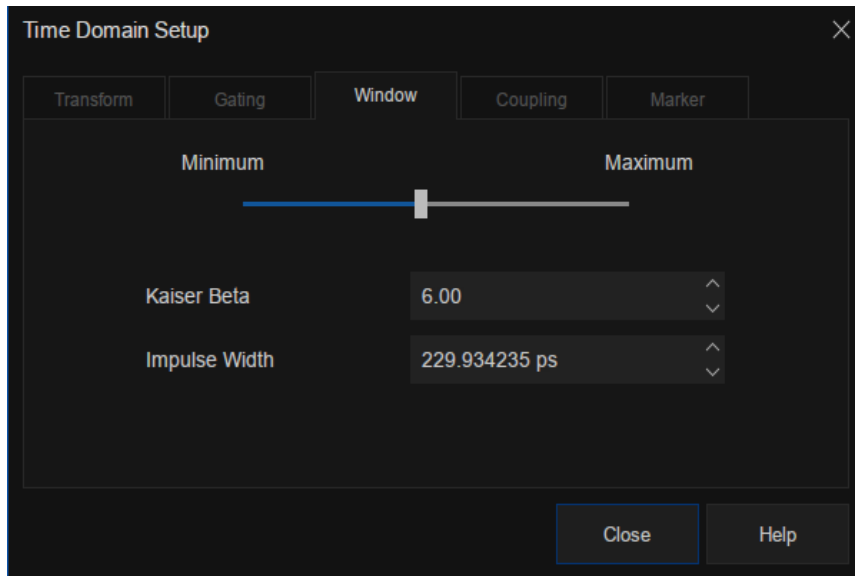 Time Domain Setup
Transform Gating Window Coupling Marker
Minimum Maximum
Kaiser Beta 6.00
Impulse Width 229.934235 ps
Close Help